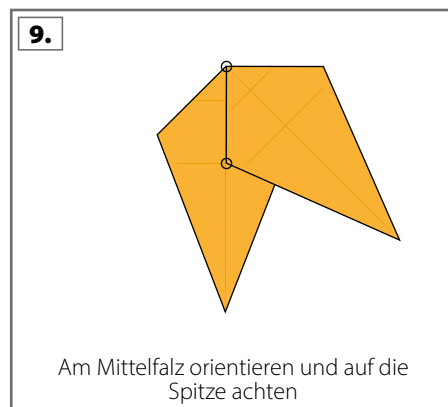 9.
Am Mittelfalz orientieren und auf die
Spitze achten